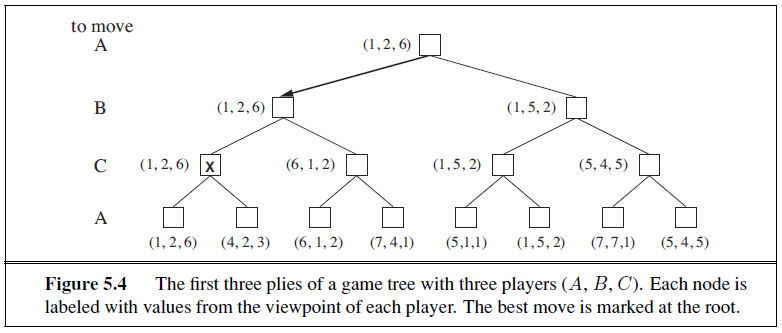 to move
A (1, 2, 6)
B (1, 2, 6) (1, 5, 2)
C (1, 2, 6) X (6, 1, 2) (1, 5, 2) (5, 4, 5)
A
(1, 2, 6) (4, 2, 3) (6, 1, 2) (7, 4,1) (5,1,1) (1, 5, 2) (7, 7,1) (5, 4, 5)
Figure 5.4 The first three plies of a game tree with three players (A, B, C). Each node is
labeled with values from the viewpoint of each player. The best move is marked at the root.